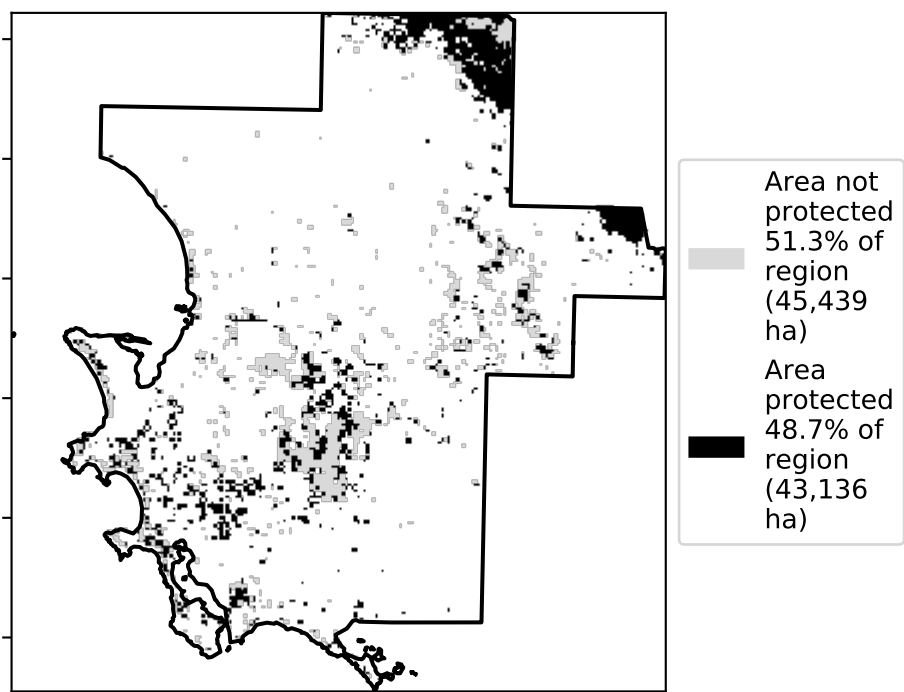 Area not
protected
51.3% of
region
(45,439
ha)
Area
protected
48.7% of
region
(43,136
ha)